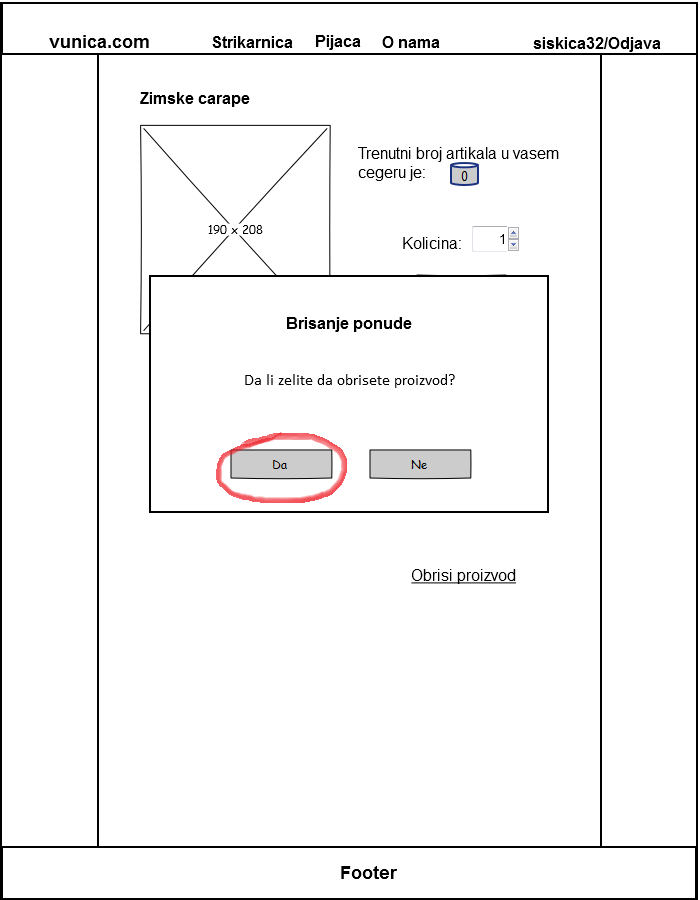 vunica.com Strikarnica Pijaca O nama siskica32/Odjava
Zimske carape
Trenutni broj artikala u vasem
cegeru je: 0
190 x 208
Kolicina: 1
Brisanje ponude
Da li zelite da obrisete proizvod?
Da Ne
Obrisi proizvod
Footer